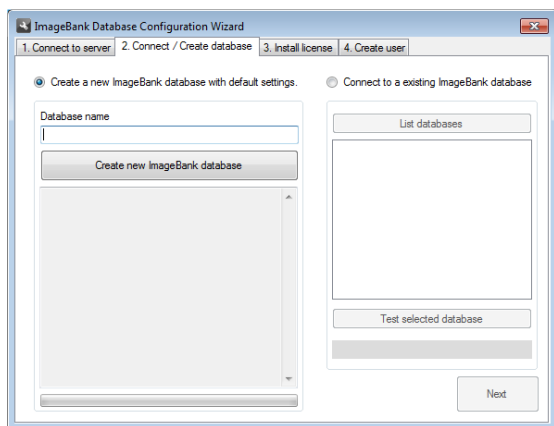 ImageBank Database Configuration Wizard
1. Connect to server 2. Connect / Create database 3. Install license 4. Create user
Create a new ImageBank database with default settings.
Connect to a existing ImageBank database
Database name
List databases
Create new ImageBank database
Test selected database
Next